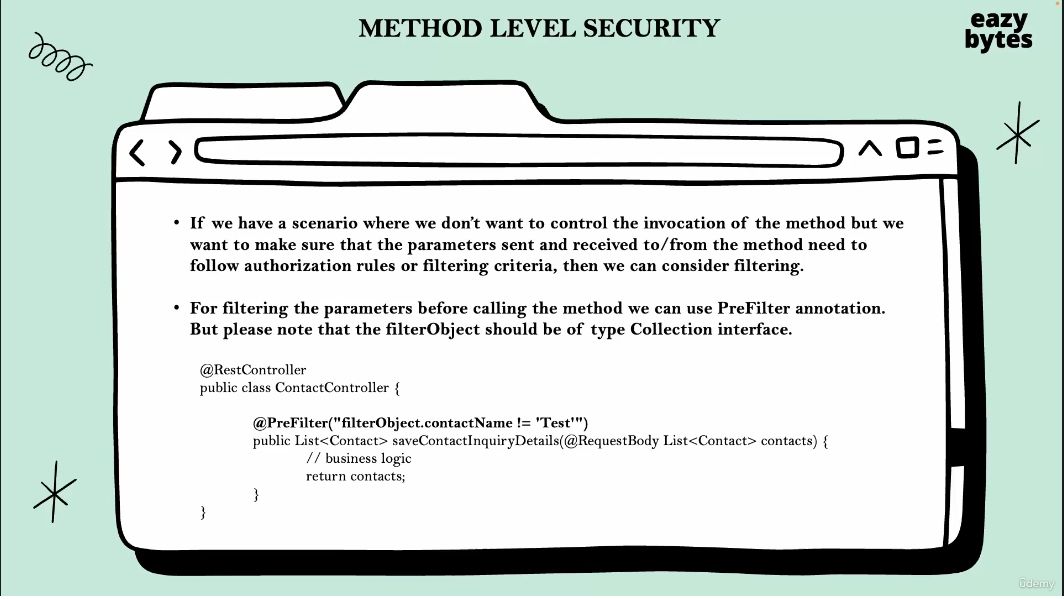 METHOD LEVEL SECURITY
eazy
bytes
• If we have a scenario where we don't want to control the invocation of the method but we
want to make sure that the parameters sent and received to/from the method need to
follow authorization rules or filtering criteria, then we can consider filtering.
• For filtering the parameters before calling the method we can use PreFilter annotation.
But please note that the filterObject should be of type Collection interface.
@RestController
public class ContactController {
@PreFilter("filterObject.contactName != 'Test'")
public List<Contact> saveContactInquiryDetails(@RequestBody List<Contact> contacts) {
// business logic
return contacts;
}
}
ûdemy